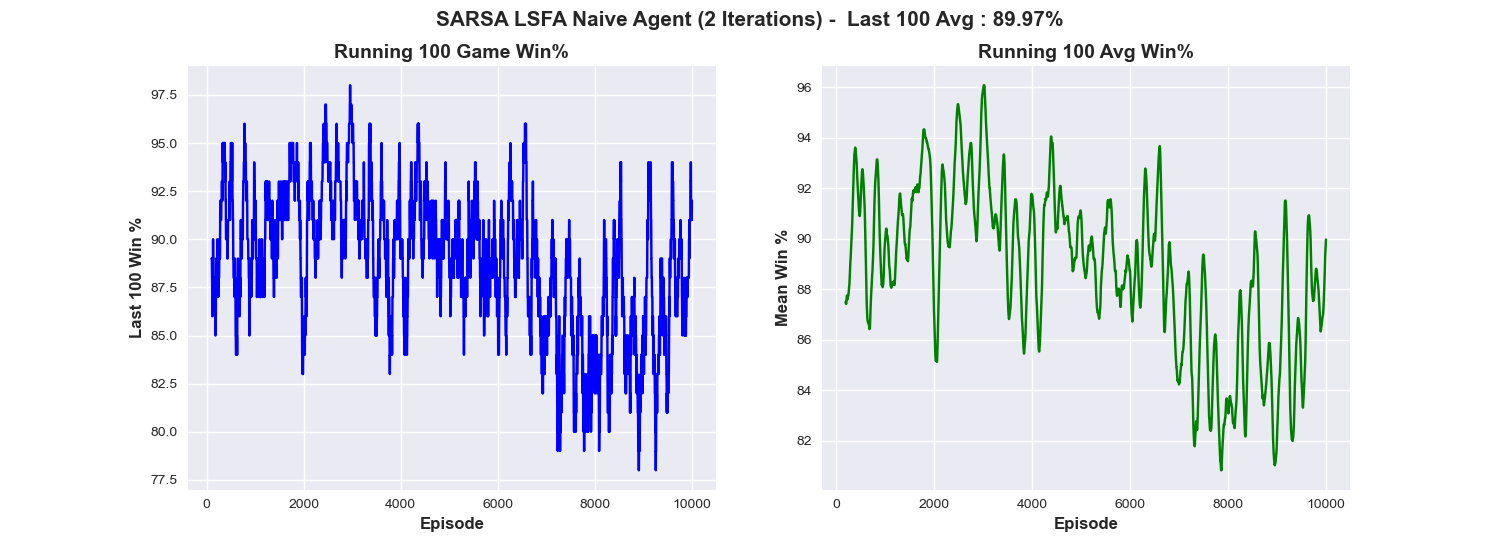 SARSA LSFA Naive Agent (2 Iterations) -  Last 100 Avg : 89.97%
Running 100 Game Win%
Last 100 Win %
97.5
95.0
92.5
90.0
87.5
85.0
82.5
80.0
77.5
0 2000 4000 6000 8000 10000
Episode
Running 100 Avg Win%
Mean Win %
96
94
92
90
88
86
84
82
0 2000 4000 6000 8000 10000
Episode